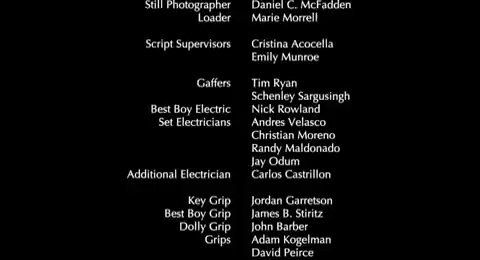 Still Photographer Daniel C. McFadden
Loader Marie Morrell
Script Supervisors Cristina Acocella
Emily Munroe
Gaffers Tim Ryan
Schenley Sargusingh
Best Boy Electric Nick Rowland
Set Electricians Andres Velasco
Christian Moreno
Randy Maldonado
Jay Odum
Additional Electrician Carlos Castrillon
Key Grip Jordan Garretson
Best Boy Grip James B. Stiritz
Dolly Grip John Barber
Grips Adam Kogelman
David Peirce